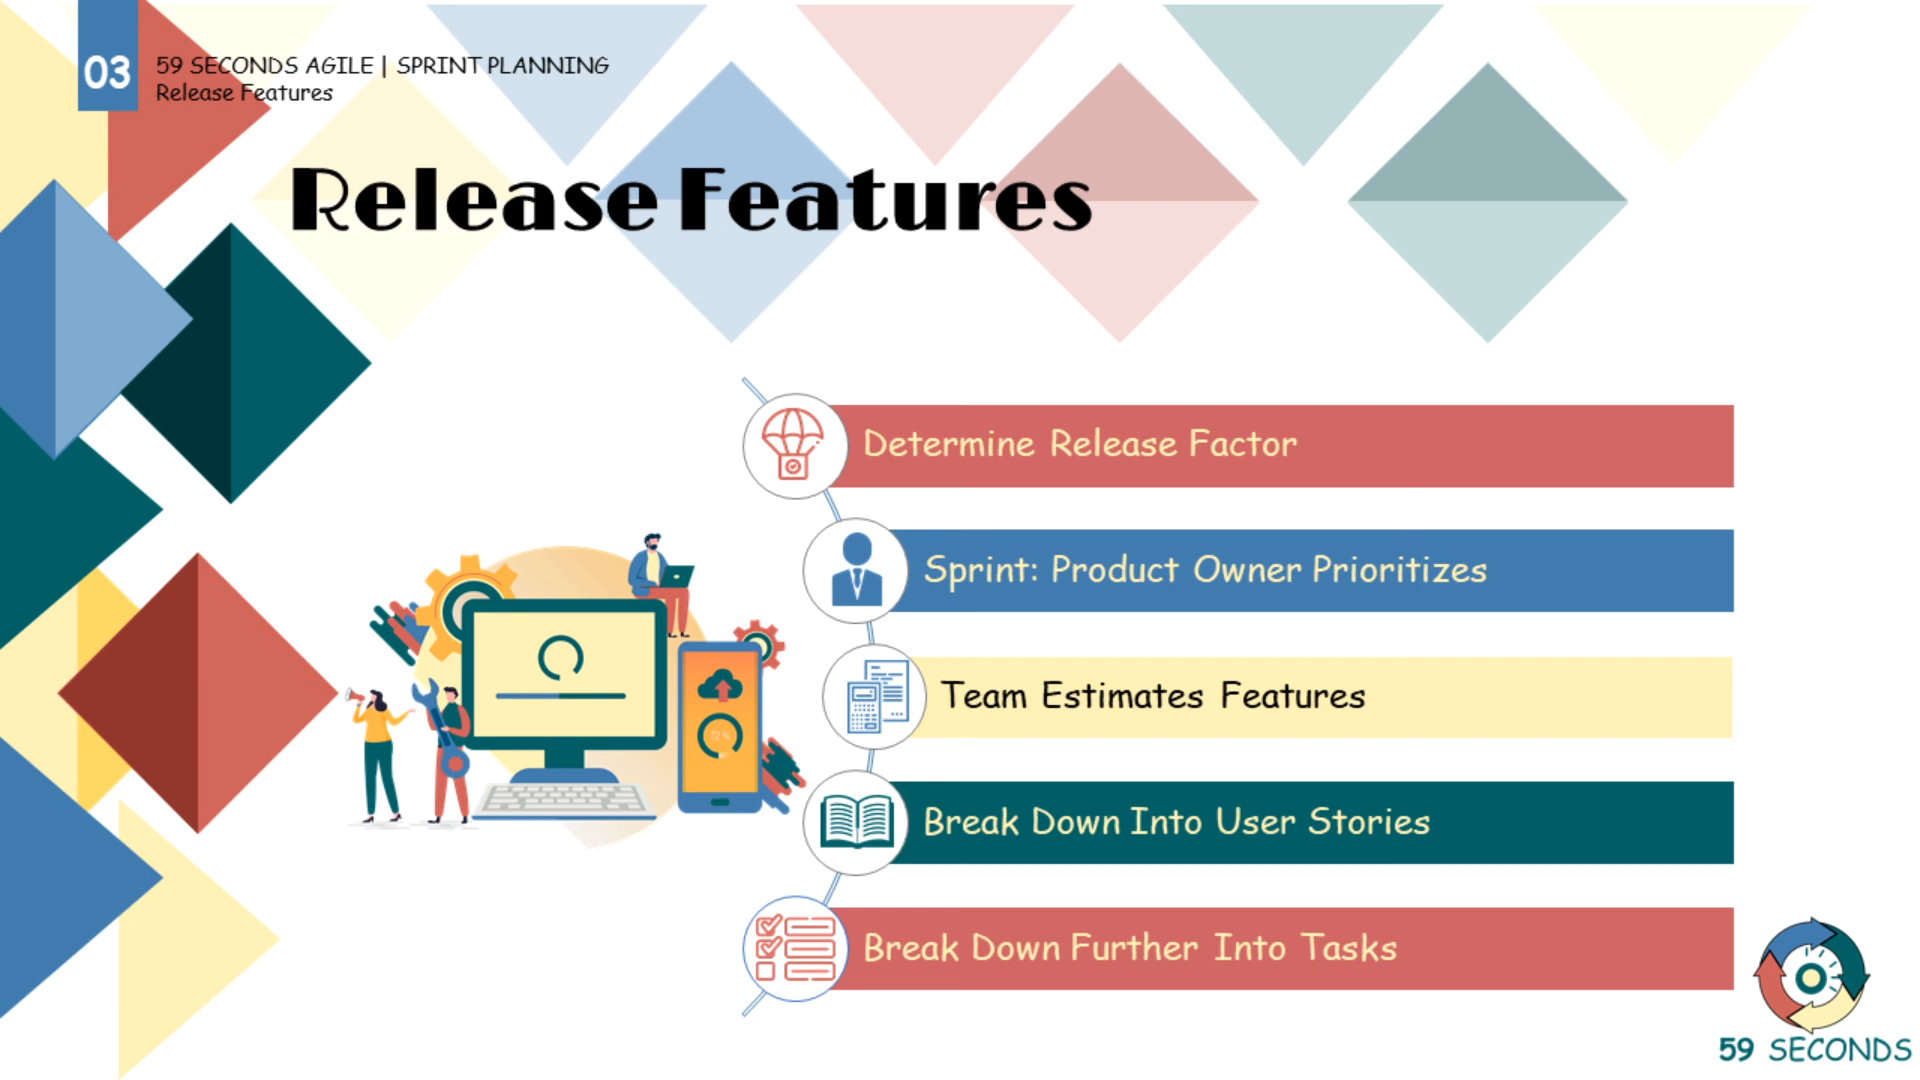 03
59 SECONDS AGILE | SPRINT PLANNING
Release Features
Release Features
Determine Release Factor
Sprint: Product Owner Prioritizes
Team Estimates Features
Break Down Into User Stories
Break Down Further Into Tasks
72 %
59 SECONDS